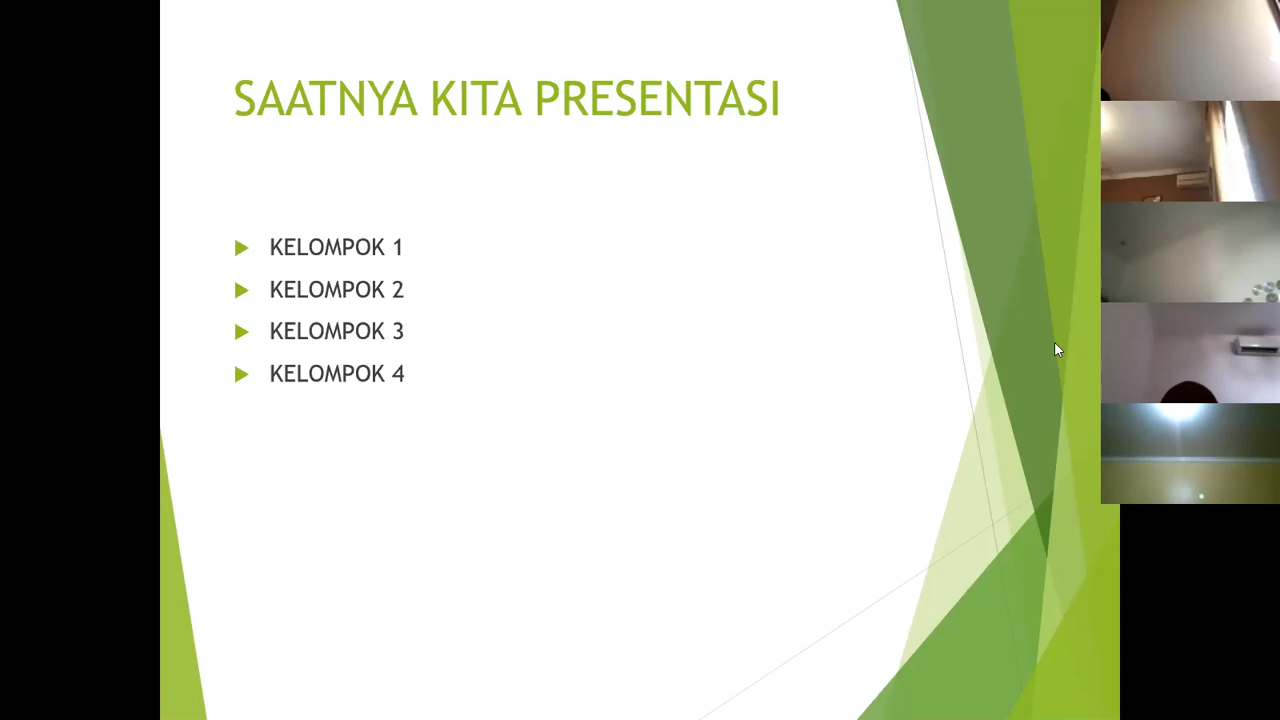 SAATNYA KITA PRESENTASI
KELOMPOK 1
KELOMPOK 2
KELOMPOK 3
KELOMPOK 4